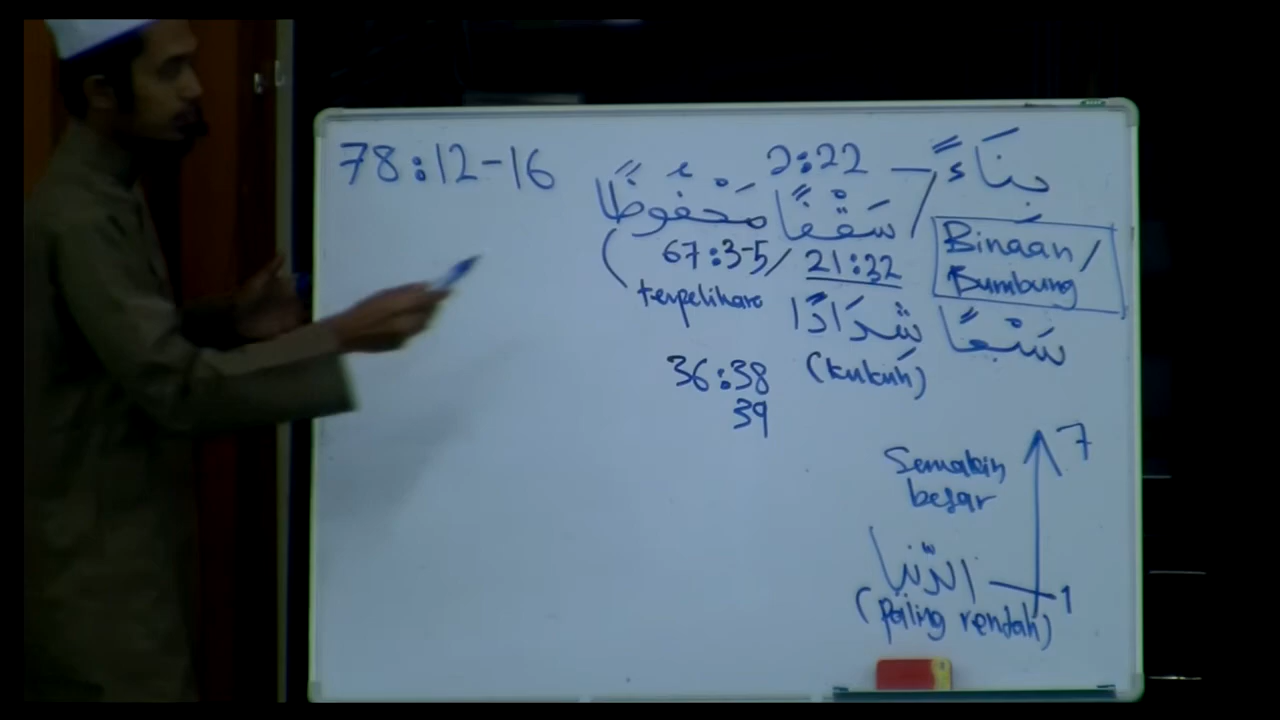 78:12-16
2:22 — بِنَاءً
سَقْفًا مَحْفُوظًا
67:3-5/ 21:32
Binaan/
Bumbung
terpelihara
سَبْعًا شِدَادًا
(kukuh)
36:38
39
7
Semakin
besar
الدّنيا
1
(Paling rendah)